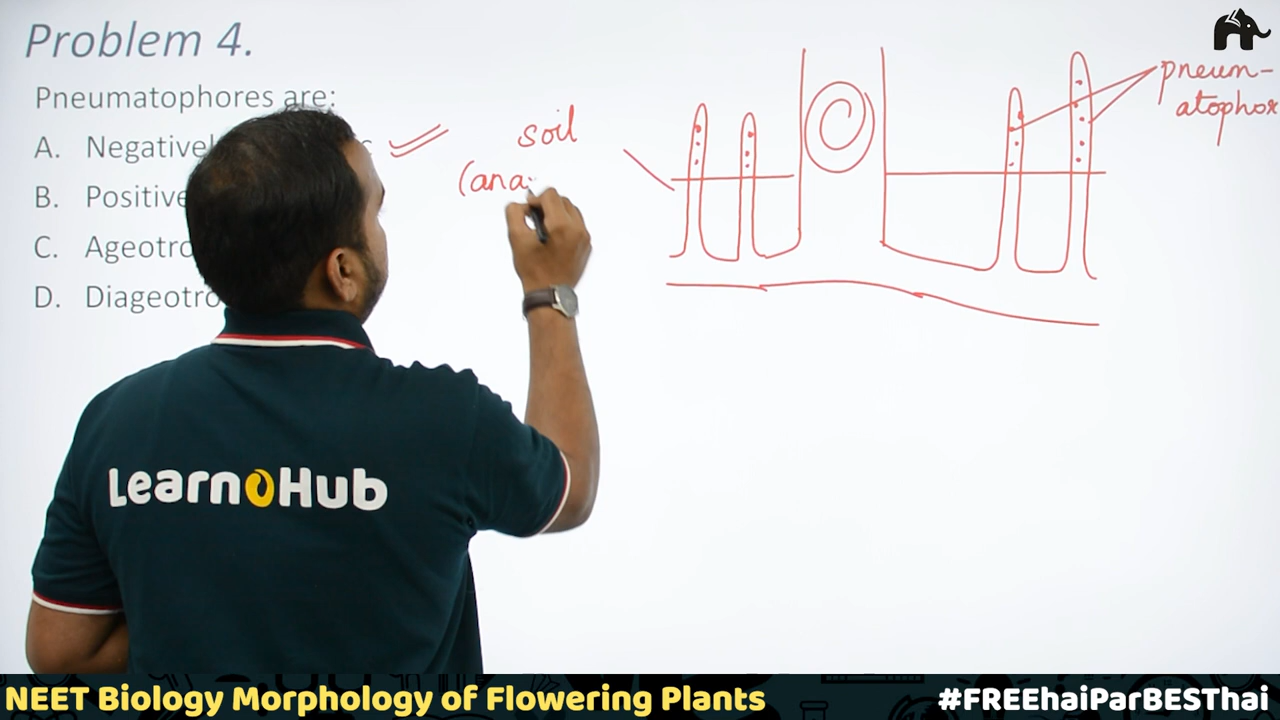 Problem 4.
Pneumatophores are:
A. Negativel
B. Positive
C. Ageotro
D. Diageotro
soil
(ana
pneum-
atophor
LearnoHub
NEET Biology Morphology of Flowering Plants
#FREEhaiParBESThai